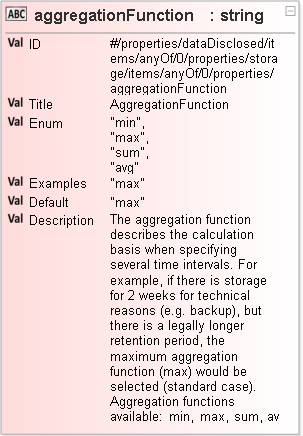 ABC aggregationFunction : string
Val ID #/properties/dataDisclosed/it
ems/anyOf/0/properties/stora
ge/items/anyOf/0/properties/
aggregationFunction
Val Title AggregationFunction
Val Enum "min",
"max",
"sum",
"avg"
Val Examples "max"
Val Default "max"
Val Description The aggregation function
describes the calculation
basis when specifying
several time intervals. For
example, if there is storage
for 2 weeks for technical
reasons (e.g. backup), but
there is a legally longer
retention period, the
maximum aggregation
function (max) would be
selected (standard case).
Aggregation functions
available: min, max, sum, av